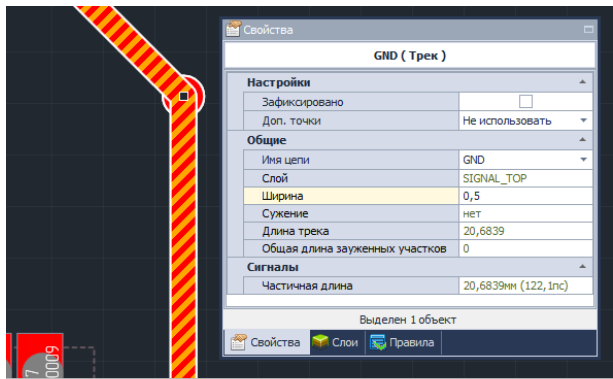 Свойства
GND ( Трек )
Настройки
Зафиксировано
Доп. точки Не использовать
Общие
Имя цепи GND
Слой SIGNAL_TOP
Ширина 0,5
Сужение нет
Длина трека 20,6839
Общая длина зауженных участков 0
Сигналы
Частичная длина 20,6839мм (122,1пс)
Выделен 1 объект
Свойства Слои Правила
7
0009